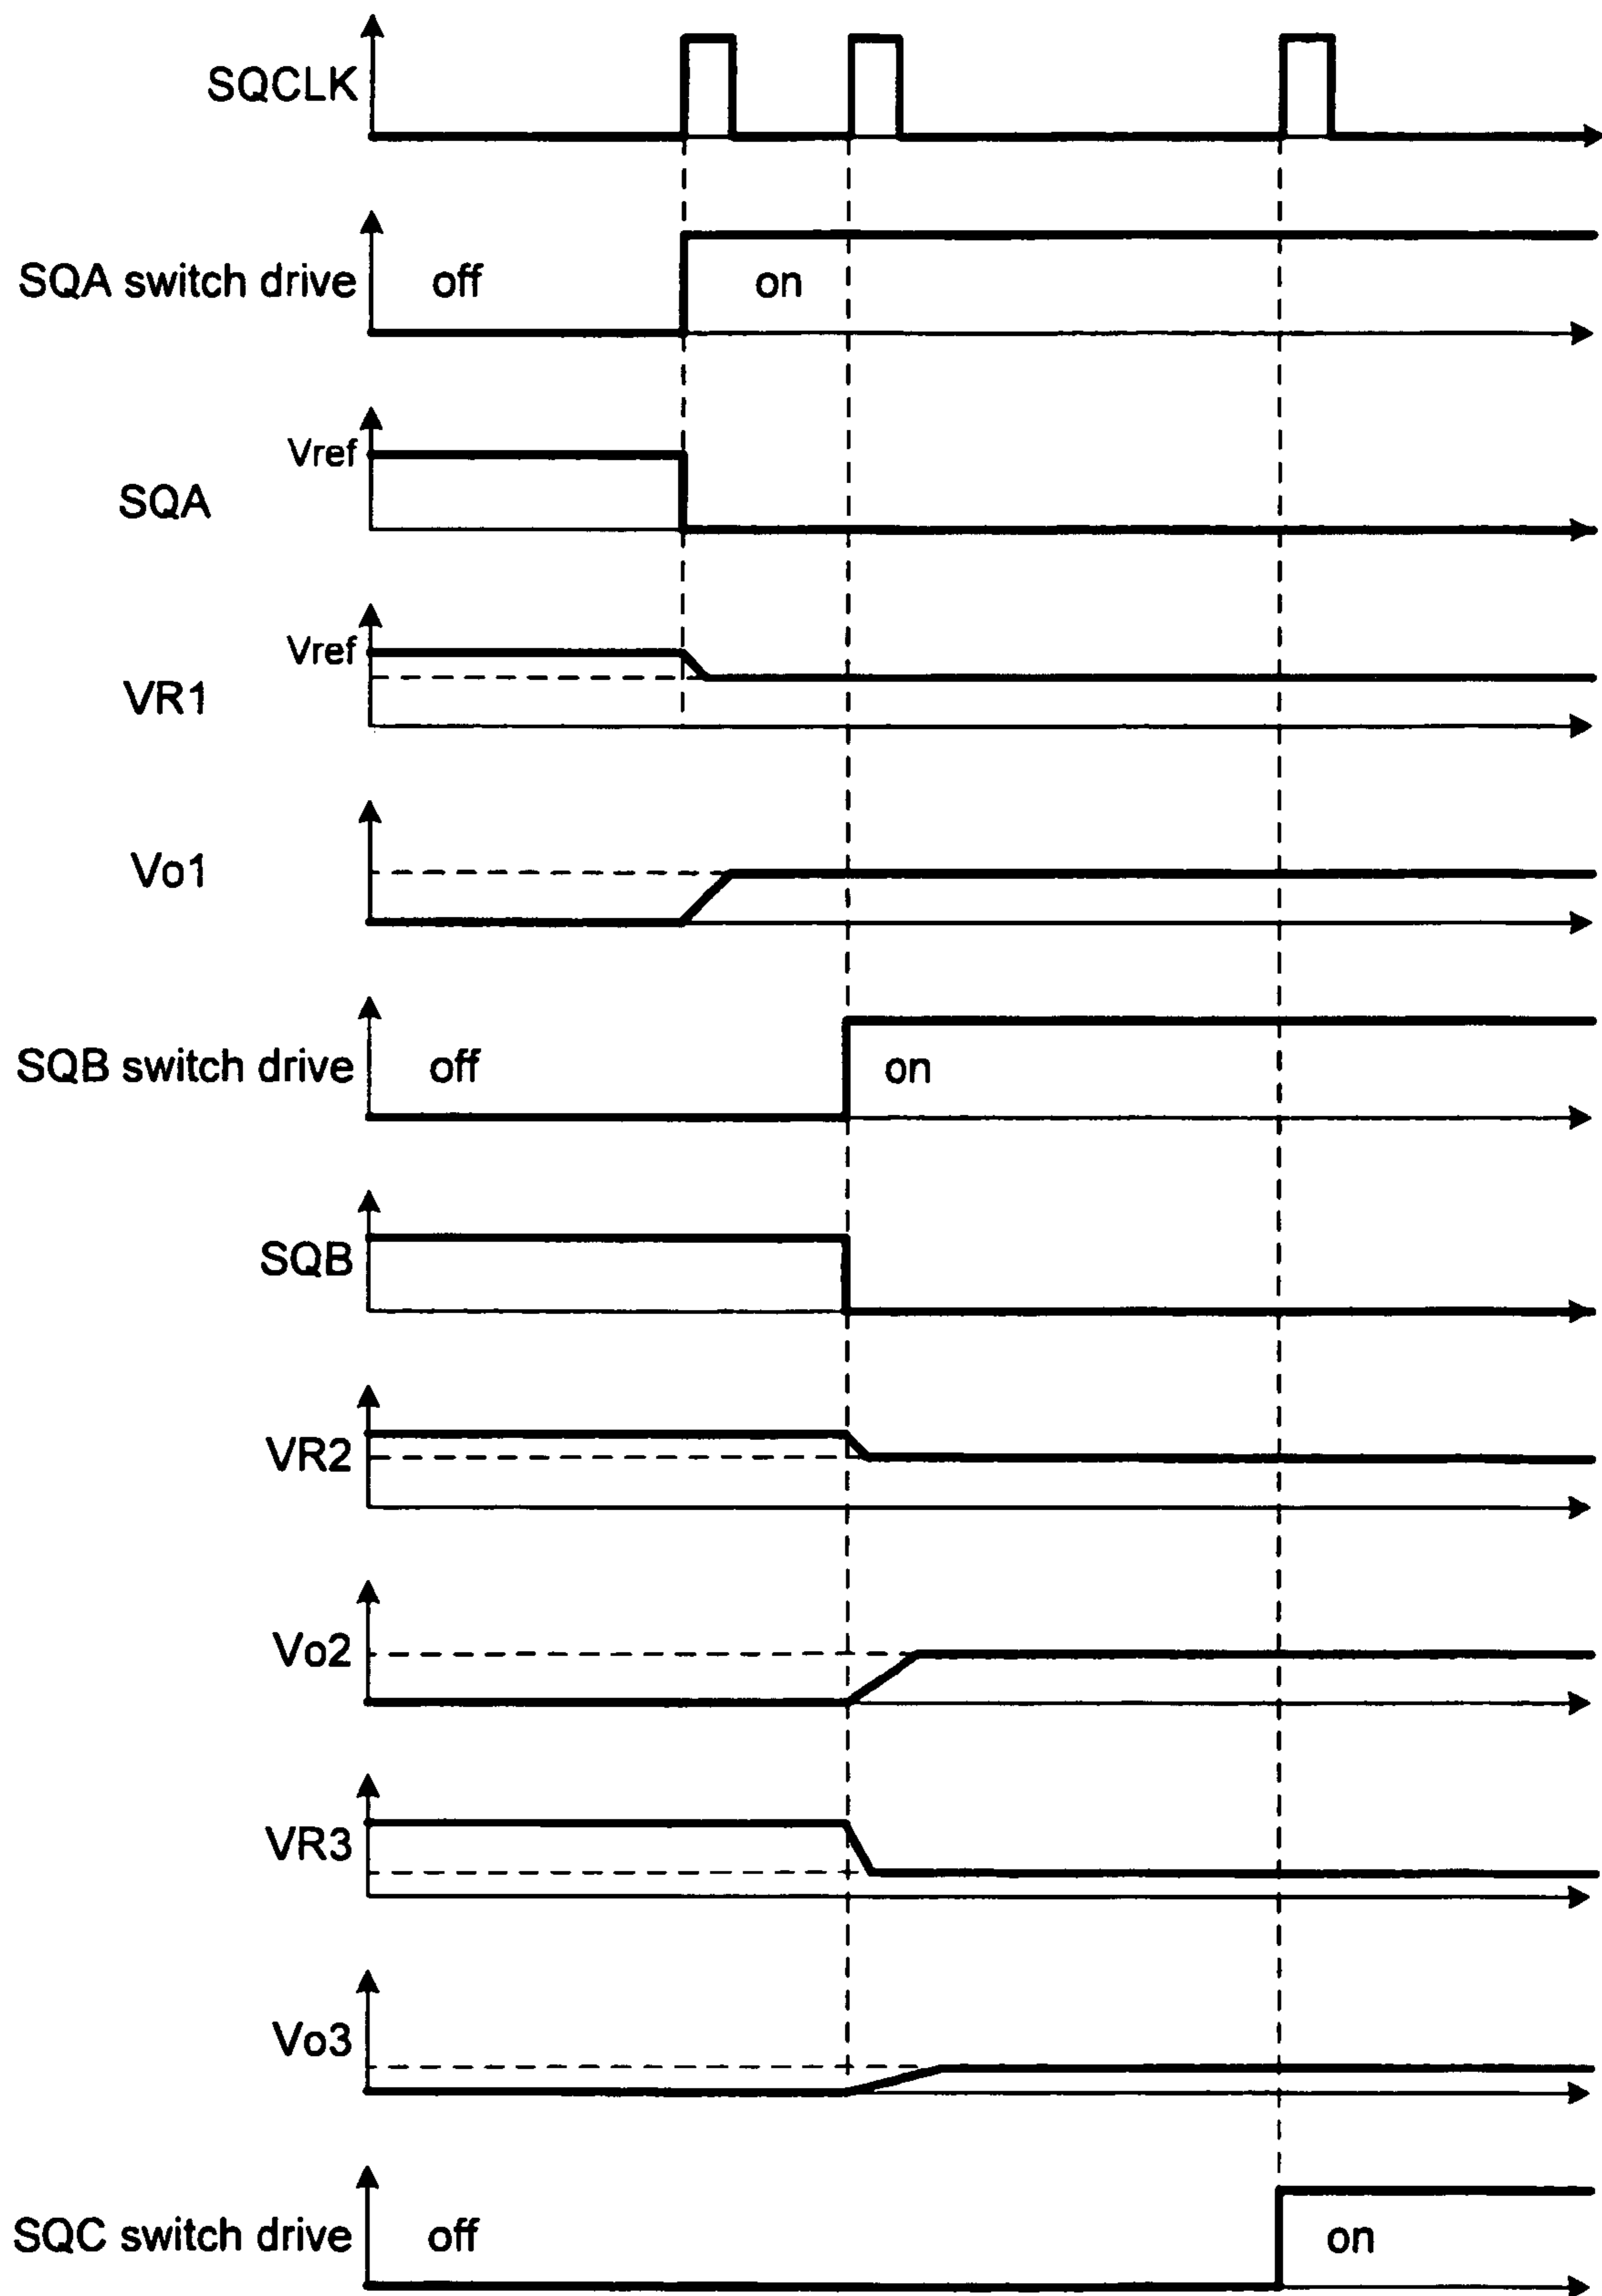 SQCLK
SQA switch drive
off
on
Vref
SQA
Vref
VR1
Vo1
SQB switch drive
off
on
SQB
VR2
Vo2
VR3
Vo3
SQC switch drive
off
on